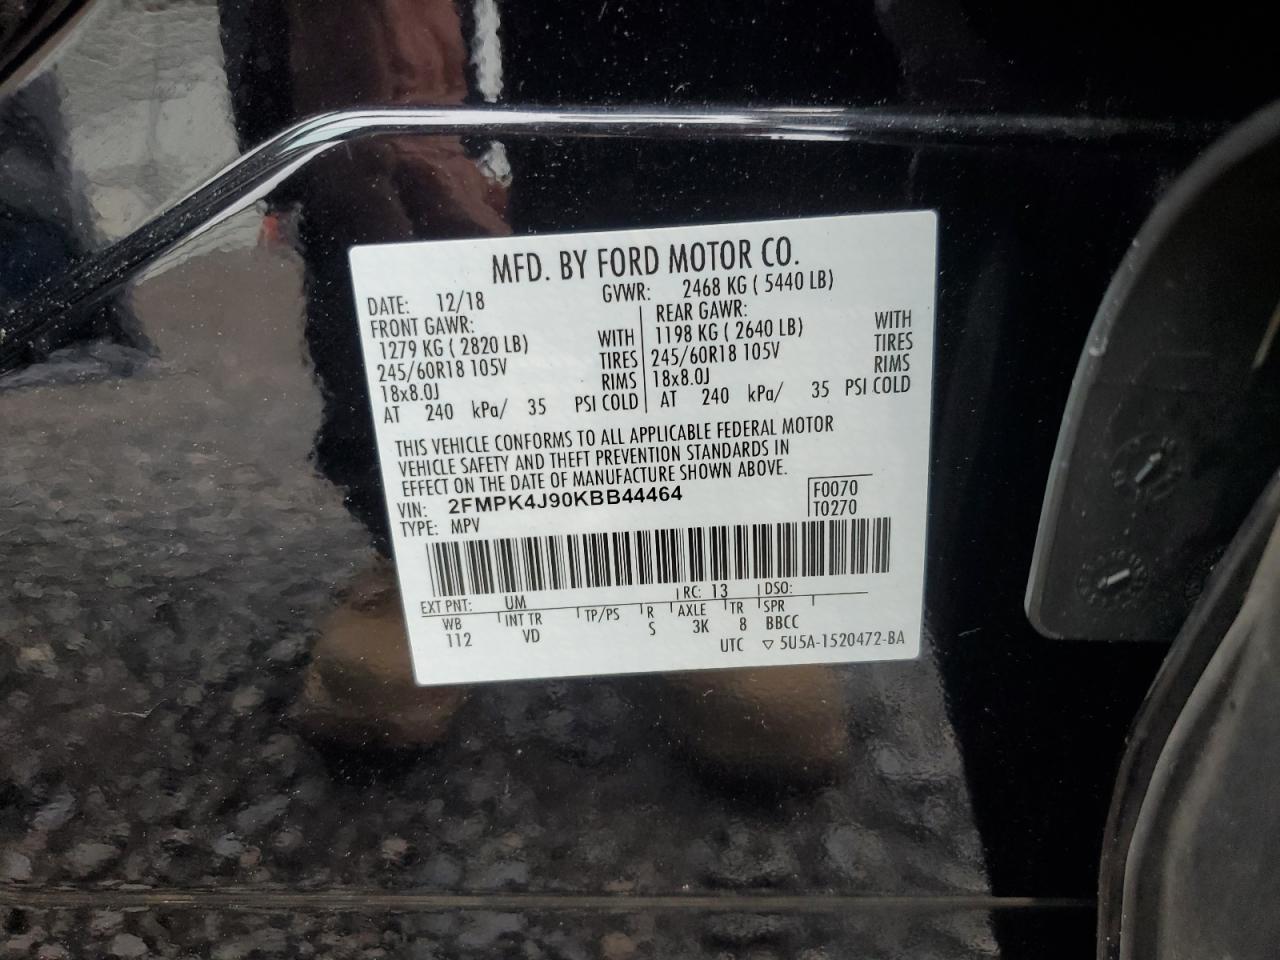 MFD. BY FORD MOTOR CO.
DATE: 12/18 GVWR: 2468 KG ( 5440 LB)
FRONT GAWR: REAR GAWR:
1279 KG ( 2820 LB) WITH 1198 KG ( 2640 LB) WITH
245/60R18 105V TIRES 245/60R18 105V TIRES
18x8.0J RIMS 18x8.0J RIMS
AT 240 kPa/ 35 PSI COLD AT 240 kPa/ 35 PSI COLD
THIS VEHICLE CONFORMS TO ALL APPLICABLE FEDERAL MOTOR
VEHICLE SAFETY AND THEFT PREVENTION STANDARDS IN
EFFECT ON THE DATE OF MANUFACTURE SHOWN ABOVE.
VIN: 2FMPK4J90KBB44464 F0070
TYPE: MPV T0270
EXT PNT: UM RC: 13 DSO:
WB INT TR TP/PS R AXLE TR SPR
112 VD S 3K 8 BBCC
UTC ▽ 5U5A-1520472-BA